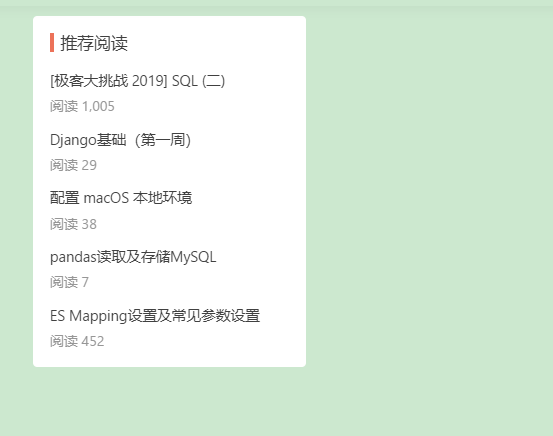 推荐阅读
[极客大挑战 2019] SQL (二)
阅读 1,005
Django基础（第一周）
阅读 29
配置 macOS 本地环境
阅读 38
pandas读取及存储MySQL
阅读 7
ES Mapping设置及常见参数设置
阅读 452